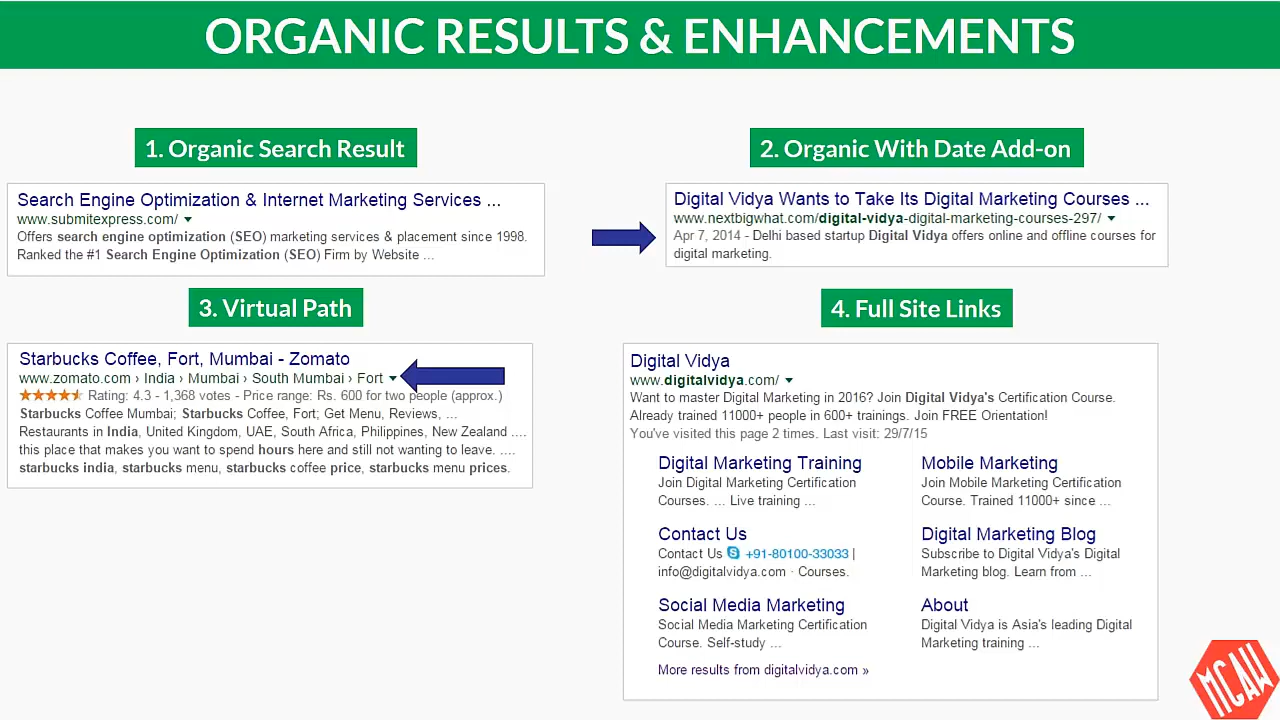 ORGANIC RESULTS & ENHANCEMENTS
1. Organic Search Result
Search Engine Optimization & Internet Marketing Services ...
www.submitexpress.com/
Offers search engine optimization (SEO) marketing services & placement since 1998.
Ranked the #1 Search Engine Optimization (SEO) Firm by Website ...
2. Organic With Date Add-on
Digital Vidya Wants to Take Its Digital Marketing Courses ...
www.nextbigwhat.com/digital-vidya-digital-marketing-courses-297/
Apr 7, 2014 - Delhi based startup Digital Vidya offers online and offline courses for
digital marketing.
3. Virtual Path
Starbucks Coffee, Fort, Mumbai - Zomato
www.zomato.com › India › Mumbai › South Mumbai › Fort
Rating: 4.3 - 1,368 votes - Price range: Rs. 600 for two people (approx.)
Starbucks Coffee Mumbai; Starbucks Coffee, Fort; Get Menu, Reviews, ...
Restaurants in India, United Kingdom, UAE, South Africa, Philippines, New Zealand ....
this place that makes you want to spend hours here and still not wanting to leave. ....
starbucks india, starbucks menu, starbucks coffee price, starbucks menu prices.
4. Full Site Links
Digital Vidya
www.digitalvidya.com/
Want to master Digital Marketing in 2016? Join Digital Vidya's Certification Course.
Already trained 11000+ people in 600+ trainings. Join FREE Orientation!
You've visited this page 2 times. Last visit: 29/7/15
Digital Marketing Training
Join Digital Marketing Certification
Courses. ... Live training ...
Mobile Marketing
Join Mobile Marketing Certification
Course. Trained 11000+ since ...
Contact Us
Contact Us +91-80100-33033 |
info@digitalvidya.com · Courses.
Digital Marketing Blog
Subscribe to Digital Vidya's Digital
Marketing blog. Learn from ...
Social Media Marketing
Social Media Marketing Certification
Course. Self-study ...
About
Digital Vidya is Asia's leading Digital
Marketing training ...
More results from digitalvidya.com »
MCAW